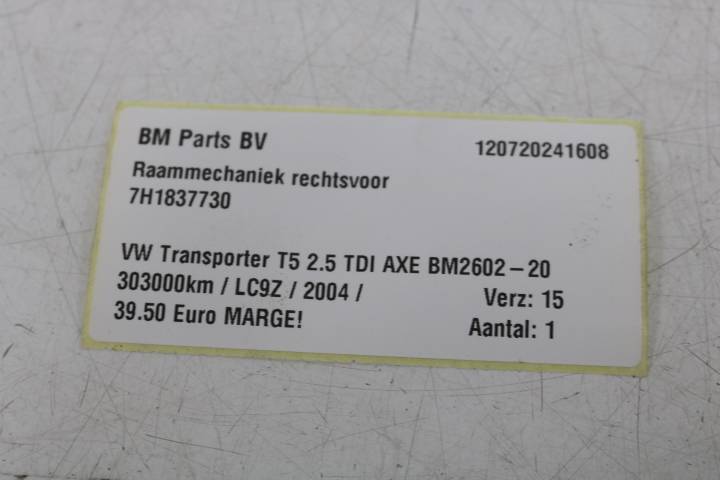 BM Parts BV 120720241608
Raammechaniek rechtsvoor
7H1837730
VW Transporter T5 2.5 TDI AXE BM2602-20
303000km / LC9Z / 2004 / Verz: 15
39.50 Euro MARGE! Aantal: 1